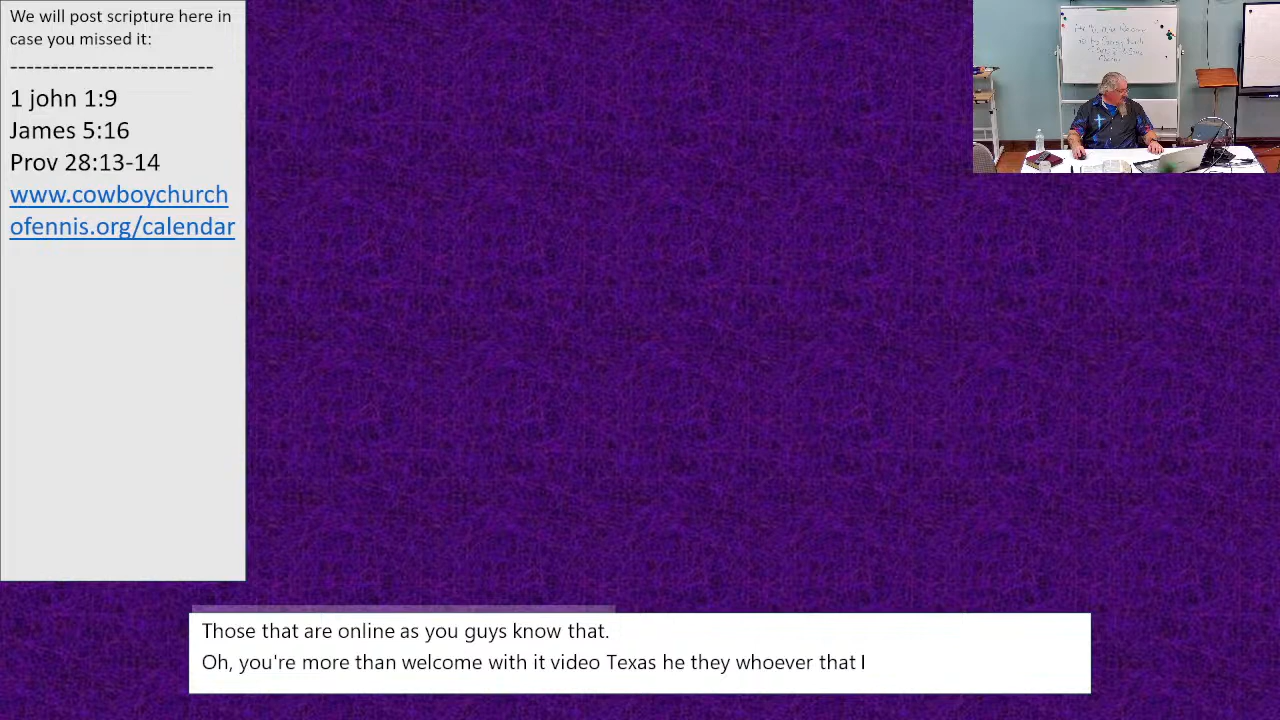 We will post scripture here in
case you missed it:
-------------------------
1 john 1:9
James 5:16
Prov 28:13-14
www.cowboychurch
ofennis.org/calendar
Those that are online as you guys know that.
Oh, you're more than welcome with it video Texas he they whoever that I